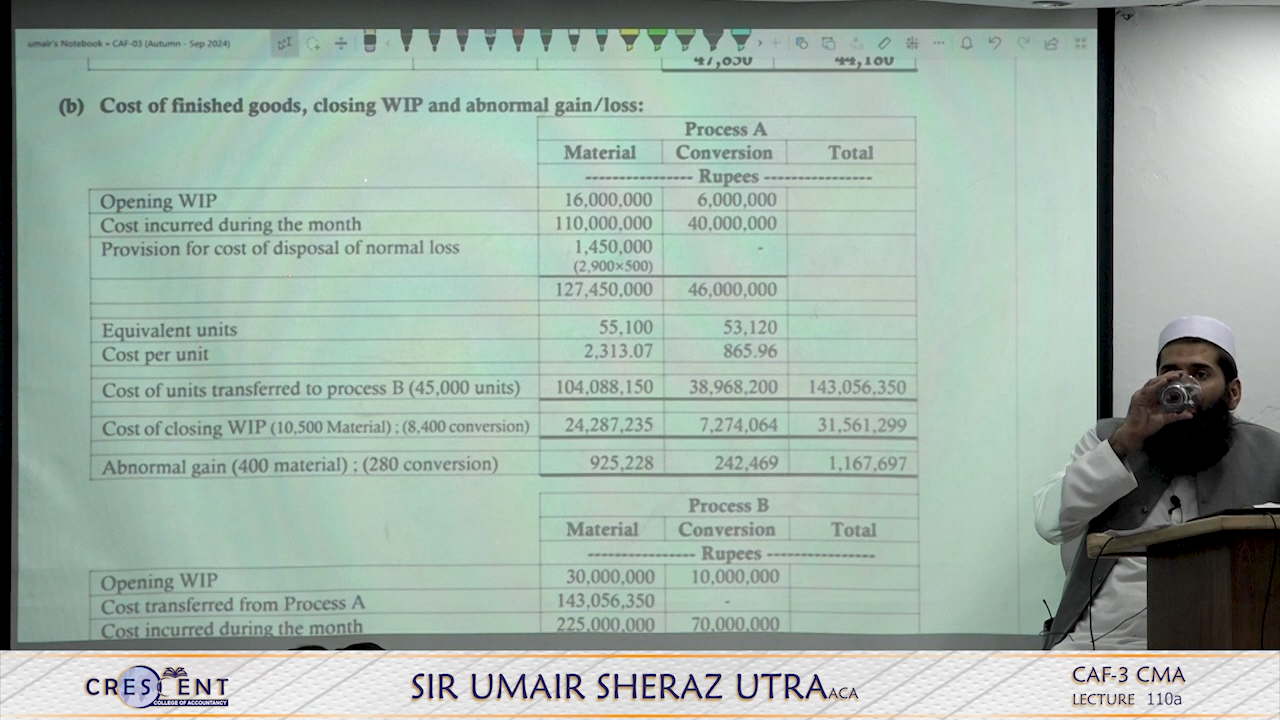 umair's Notebook • CAF-03 (Autumn - Sep 2024)
47,850 44,180
(b) Cost of finished goods, closing WIP and abnormal gain/loss:
Process A
Material Conversion Total
---------------- Rupees ----------------
Opening WIP 16,000,000 6,000,000
Cost incurred during the month 110,000,000 40,000,000
Provision for cost of disposal of normal loss 1,450,000 -
(2,900×500)
127,450,000 46,000,000
Equivalent units 55,100 53,120
Cost per unit 2,313.07 865.96
Cost of units transferred to process B (45,000 units) 104,088,150 38,968,200 143,056,350
Cost of closing WIP (10,500 Material) ; (8,400 conversion) 24,287,235 7,274,064 31,561,299
Abnormal gain (400 material) ; (280 conversion) 925,228 242,469 1,167,697
Process B
Material Conversion Total
---------------- Rupees ----------------
Opening WIP 30,000,000 10,000,000
Cost transferred from Process A 143,056,350 -
Cost incurred during the month 225,000,000 70,000,000
CRESCENT
COLLEGE OF ACCOUNTANCY
SIR UMAIR SHERAZ UTRA ACA
CAF-3 CMA
LECTURE 110a